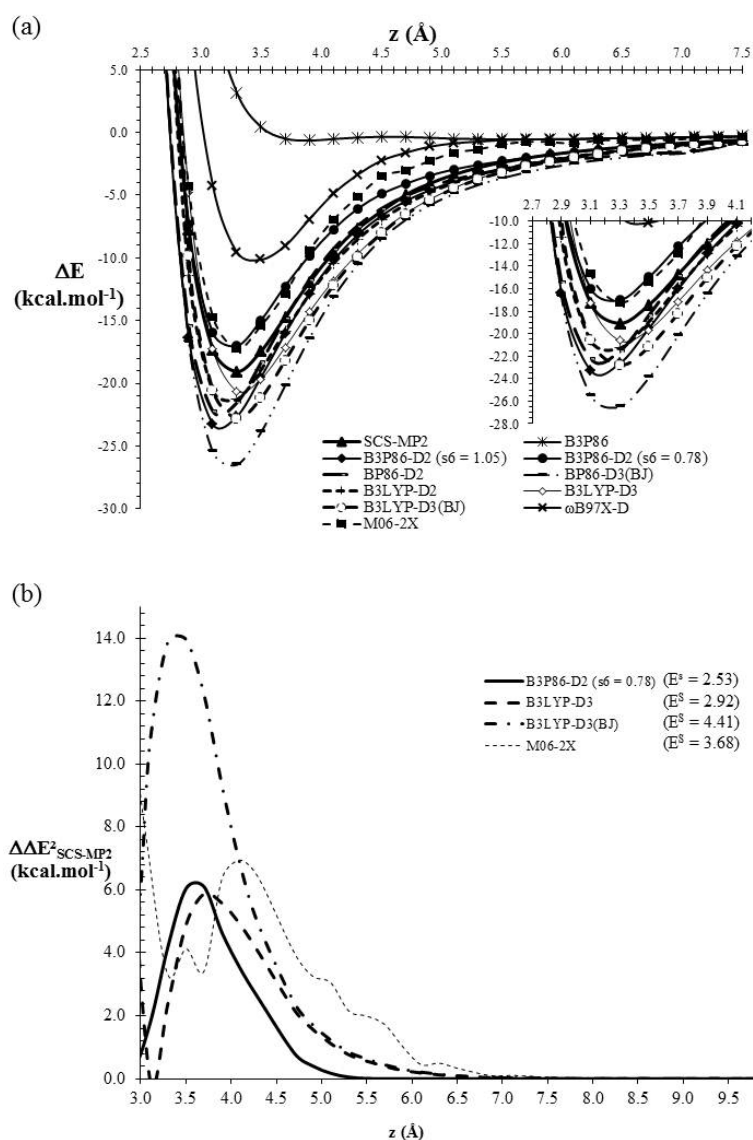 (a)
z (Å)
2.5 3.0 3.5 4.0 4.5 5.0 5.5 6.0 6.5 7.0 7.5
5.0
0.0
-5.0
-10.0
-15.0
-20.0
-25.0
-30.0
ΔE
(kcal.mol⁻¹)
2.7 2.9 3.1 3.3 3.5 3.7 3.9 4.1
-10.0
-12.0
-14.0
-16.0
-18.0
-20.0
-22.0
-24.0
-26.0
-28.0
SCS-MP2 B3P86
B3P86-D2 (s6 = 1.05) B3P86-D2 (s6 = 0.78)
BP86-D2 BP86-D3(BJ)
B3LYP-D2 B3LYP-D3
B3LYP-D3(BJ) ωB97X-D
M06-2X
(b)
14.0
12.0
10.0
8.0
6.0
4.0
2.0
0.0
ΔΔE²SCS-MP2
(kcal.mol⁻¹)
B3P86-D2 (s6 = 0.78) (Eˢ = 2.53)
B3LYP-D3 (Eˢ = 2.92)
B3LYP-D3(BJ) (Eˢ = 4.41)
M06-2X (Eˢ = 3.68)
3.0 3.5 4.0 4.5 5.0 5.5 6.0 6.5 7.0 7.5 8.0 8.5 9.0 9.5
z (Å)